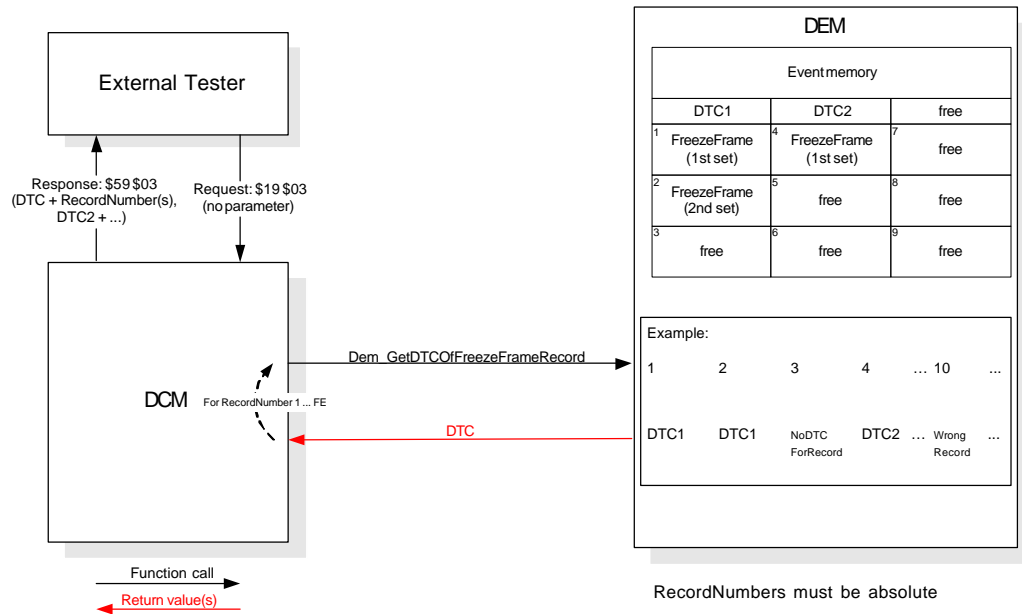 External Tester
Response: $59 $03
(DTC + RecordNumber(s),
DTC2 + ...)
Request: $19 $03
(no parameter)
DCM
For RecordNumber 1 ... FE
Dem_GetDTCOfFreezeFrameRecord
DTC
Function call
Return value(s)
DEM
Eventmemory
DTC1 DTC2 free
1 FreezeFrame
(1st set)
4 FreezeFrame
(1st set)
7 free
2 FreezeFrame
(2nd set)
5 free
8 free
3 free
6 free
9 free
Example:
1 2 3 4 ... 10 ...
DTC1 DTC1 NoDTC
ForRecord
DTC2 ... Wrong
Record
...
RecordNumbers must be absolute